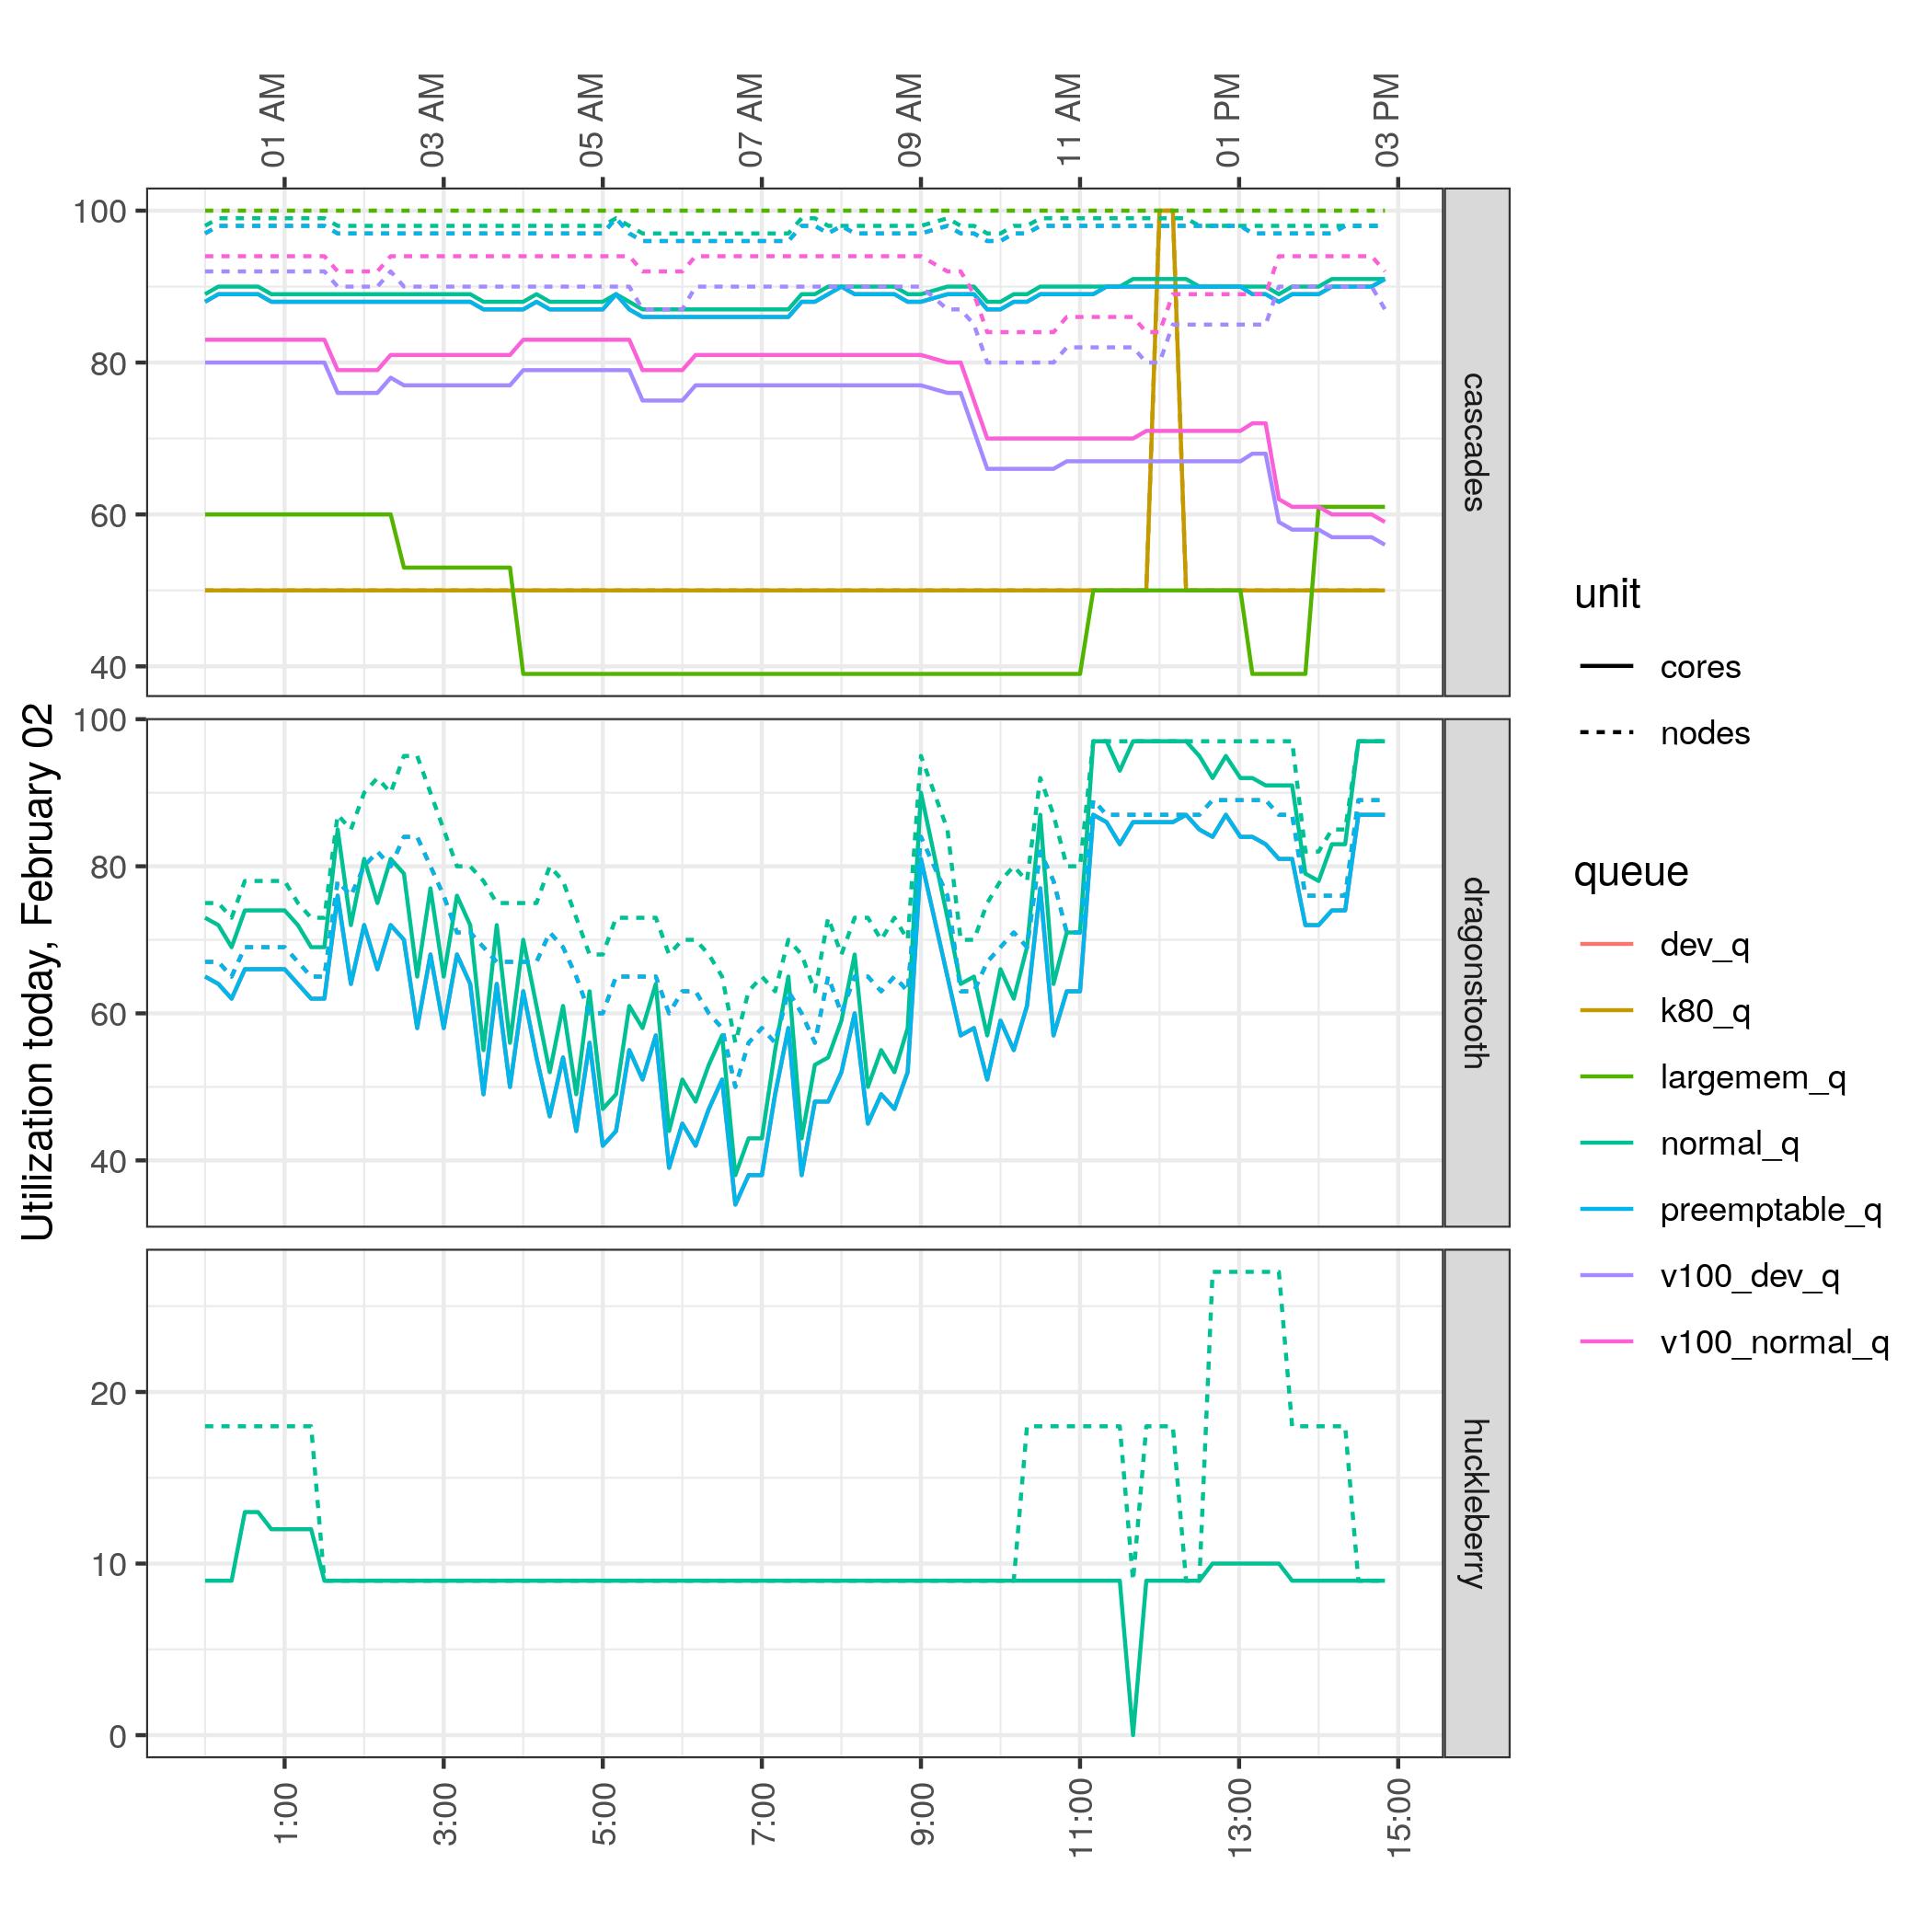 01 AM 03 AM 05 AM 07 AM 09 AM 11 AM 01 PM 03 PM
Utilization today, February 02
100
80
60
40
cascades
100
80
60
40
dragonstooth
20
10
0
huckleberry
1:00 3:00 5:00 7:00 9:00 11:00 13:00 15:00
unit
cores
nodes
queue
dev_q
k80_q
largemem_q
normal_q
preemptable_q
v100_dev_q
v100_normal_q